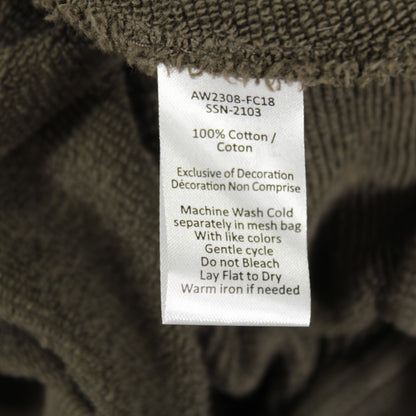 AW2308-FC18
SSN-2103
100% Cotton /
Coton
Exclusive of Decoration
Décoration Non Comprise
Machine Wash Cold
separately in mesh bag
With like colors
Gentle cycle
Do not Bleach
Lay Flat to Dry
Warm iron if needed